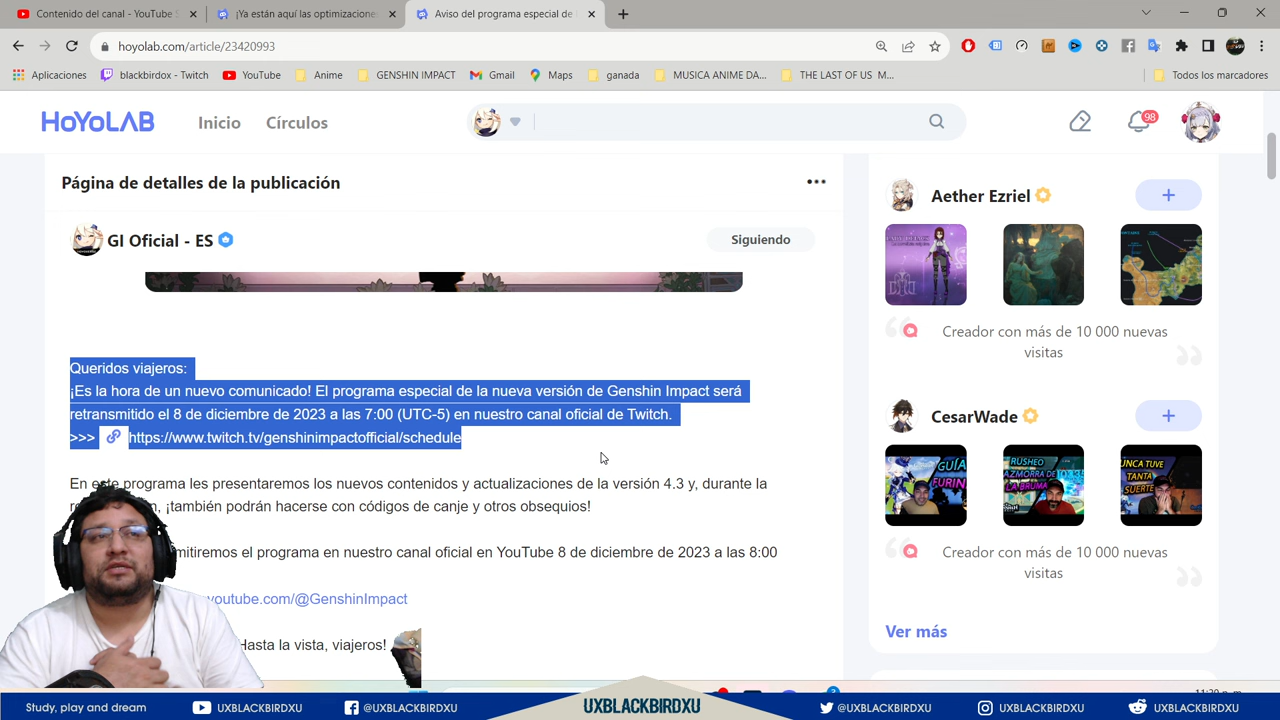 Contenido del canal - YouTube S
¡Ya están aquí las optimizacione
Aviso del programa especial de l
hoyolab.com/article/23420993
Aplicaciones
blackbirdox - Twitch
YouTube
Anime
GENSHIN IMPACT
Gmail
Maps
ganada
MUSICA ANIME DA...
THE LAST OF US M...
Todos los marcadores
HoYoLAB
Inicio
Círculos
98
Página de detalles de la publicación
GI Oficial - ES
Siguiendo
Queridos viajeros:
¡Es la hora de un nuevo comunicado! El programa especial de la nueva versión de Genshin Impact será
retransmitido el 8 de diciembre de 2023 a las 7:00 (UTC-5) en nuestro canal oficial de Twitch.
>>> https://www.twitch.tv/genshinimpactofficial/schedule
En este programa les presentaremos los nuevos contenidos y actualizaciones de la versión 4.3 y, durante la
¡también podrán hacerse con códigos de canje y otros obsequios!
mitiremos el programa en nuestro canal oficial en YouTube 8 de diciembre de 2023 a las 8:00
youtube.com/@GenshinImpact
Hasta la vista, viajeros!
Aether Ezriel
Creador con más de 10 000 nuevas
visitas
CesarWade
GUÍA
FURIN
RUSHEO
AZMORRA DE
LA BRUMA
UNCA TUVE
TANTA
SUERTE
Creador con más de 10 000 nuevas
visitas
Ver más
Study, play and dream
UXBLACKBIRDXU
@UXBLACKBIRDXU
UXBLACKBIRDXU
@UXBLACKBIRDXU
UXBLACKBIRDXU
UXBLACKBIRDXU